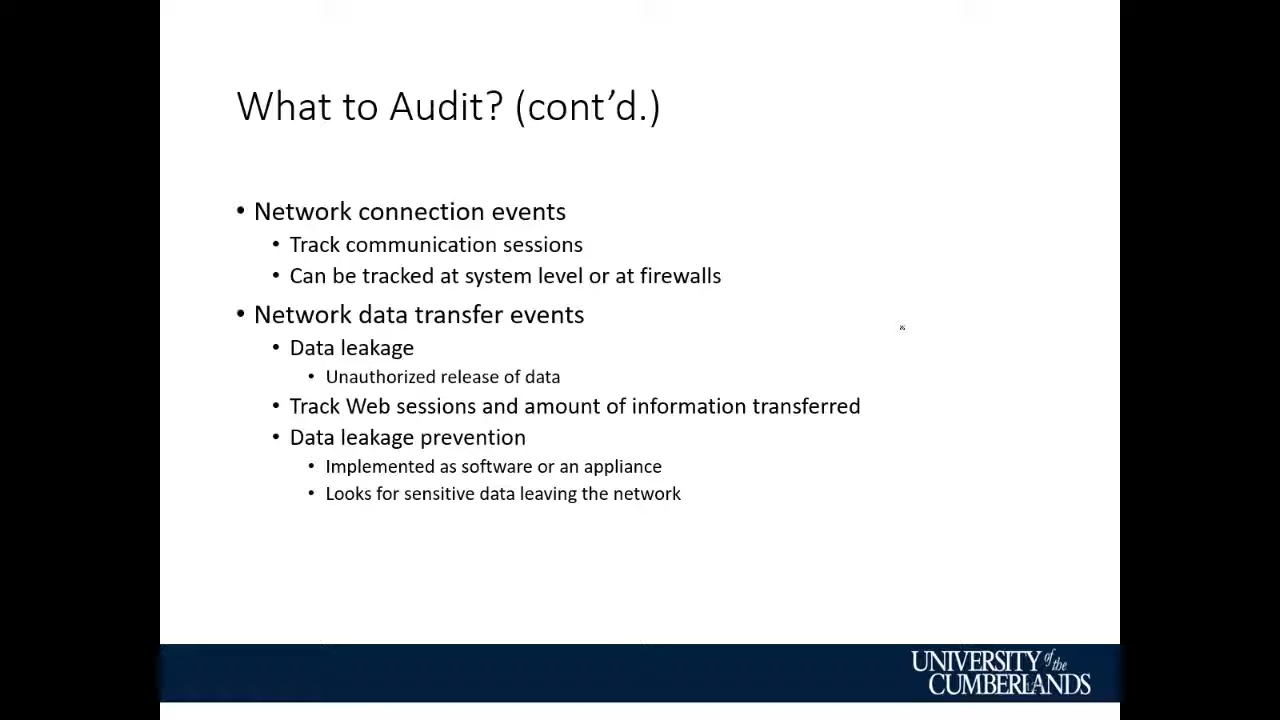 What to Audit? (cont’d.)
• Network connection events
• Track communication sessions
• Can be tracked at system level or at firewalls
• Network data transfer events
• Data leakage
• Unauthorized release of data
• Track Web sessions and amount of information transferred
• Data leakage prevention
• Implemented as software or an appliance
• Looks for sensitive data leaving the network
UNIVERSITY of the
CUMBERLANDS